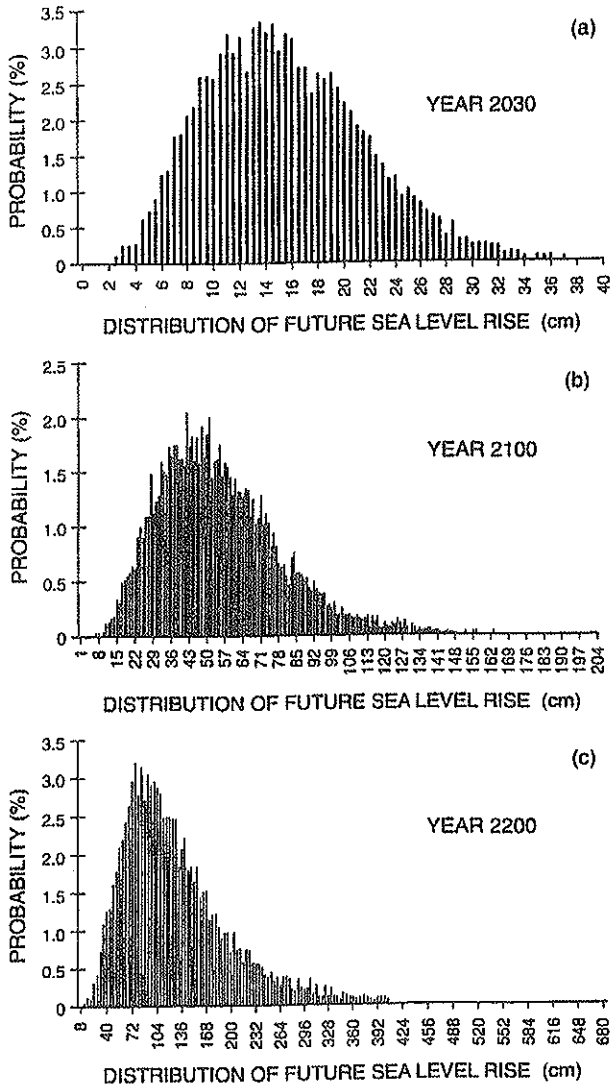 (a)
YEAR 2030
PROBABILITY (%)
3.5
3.0
2.5
2.0
1.5
1.0
0.5
0
0 2 4 6 8 10 12 14 16 18 20 22 24 26 28 30 32 34 36 38 40
DISTRIBUTION OF FUTURE SEA LEVEL RISE (cm)
(b)
YEAR 2100
PROBABILITY (%)
2.5
2.0
1.5
1.0
0.5
0
1 8 15 22 29 36 43 50 57 64 71 78 85 92 99 106 113 120 127 134 141 148 155 162 169 176 183 190 197 204
DISTRIBUTION OF FUTURE SEA LEVEL RISE (cm)
(c)
YEAR 2200
PROBABILITY (%)
3.5
3.0
2.5
2.0
1.5
1.0
0.5
0
8 40 72 104 136 168 200 232 264 296 328 360 392 424 456 488 520 552 584 616 648 680
DISTRIBUTION OF FUTURE SEA LEVEL RISE (cm)